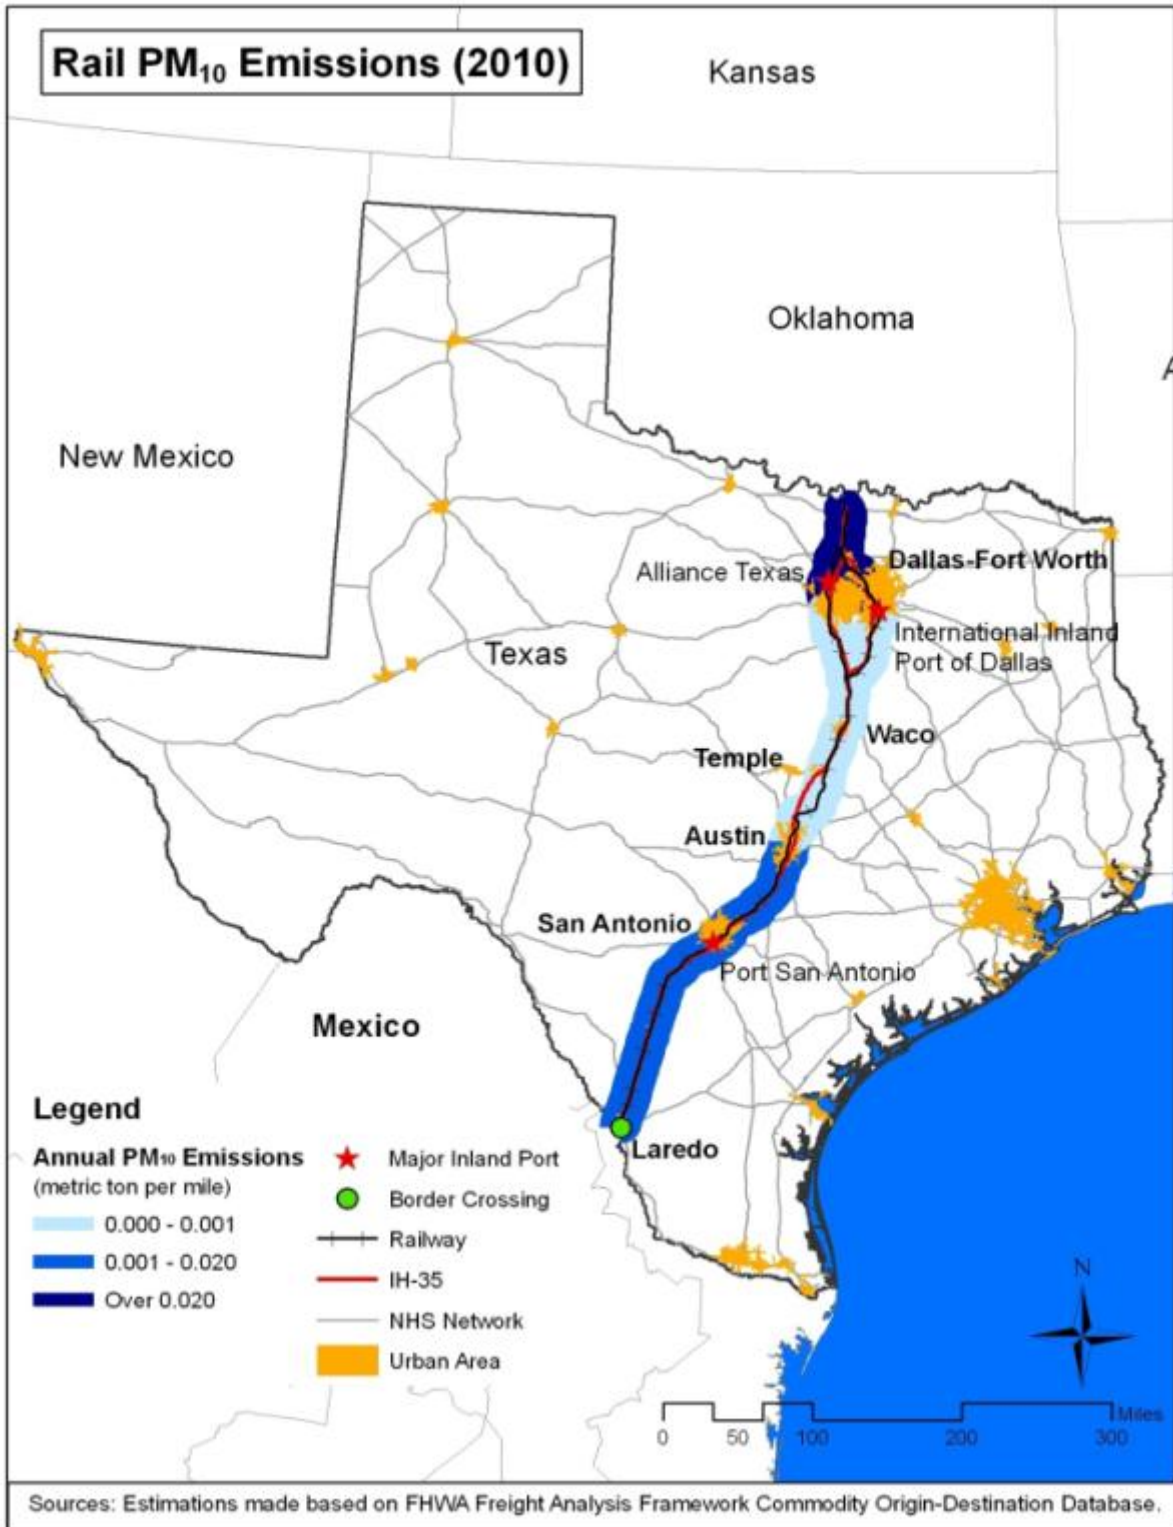 Rail PM₁₀ Emissions (2010)
Kansas
Oklahoma
A
New Mexico
Alliance Texas
Dallas-Fort Worth
International Inland
Port of Dallas
Texas
Waco
Temple
Austin
San Antonio
Port San Antonio
Mexico
Laredo
Legend
Annual PM₁₀ Emissions
(metric ton per mile)
0.000 - 0.001
0.001 - 0.020
Over 0.020
Major Inland Port
Border Crossing
Railway
IH-35
NHS Network
Urban Area
N
Miles
0 50 100 200 300
Sources: Estimations made based on FHWA Freight Analysis Framework Commodity Origin-Destination Database.